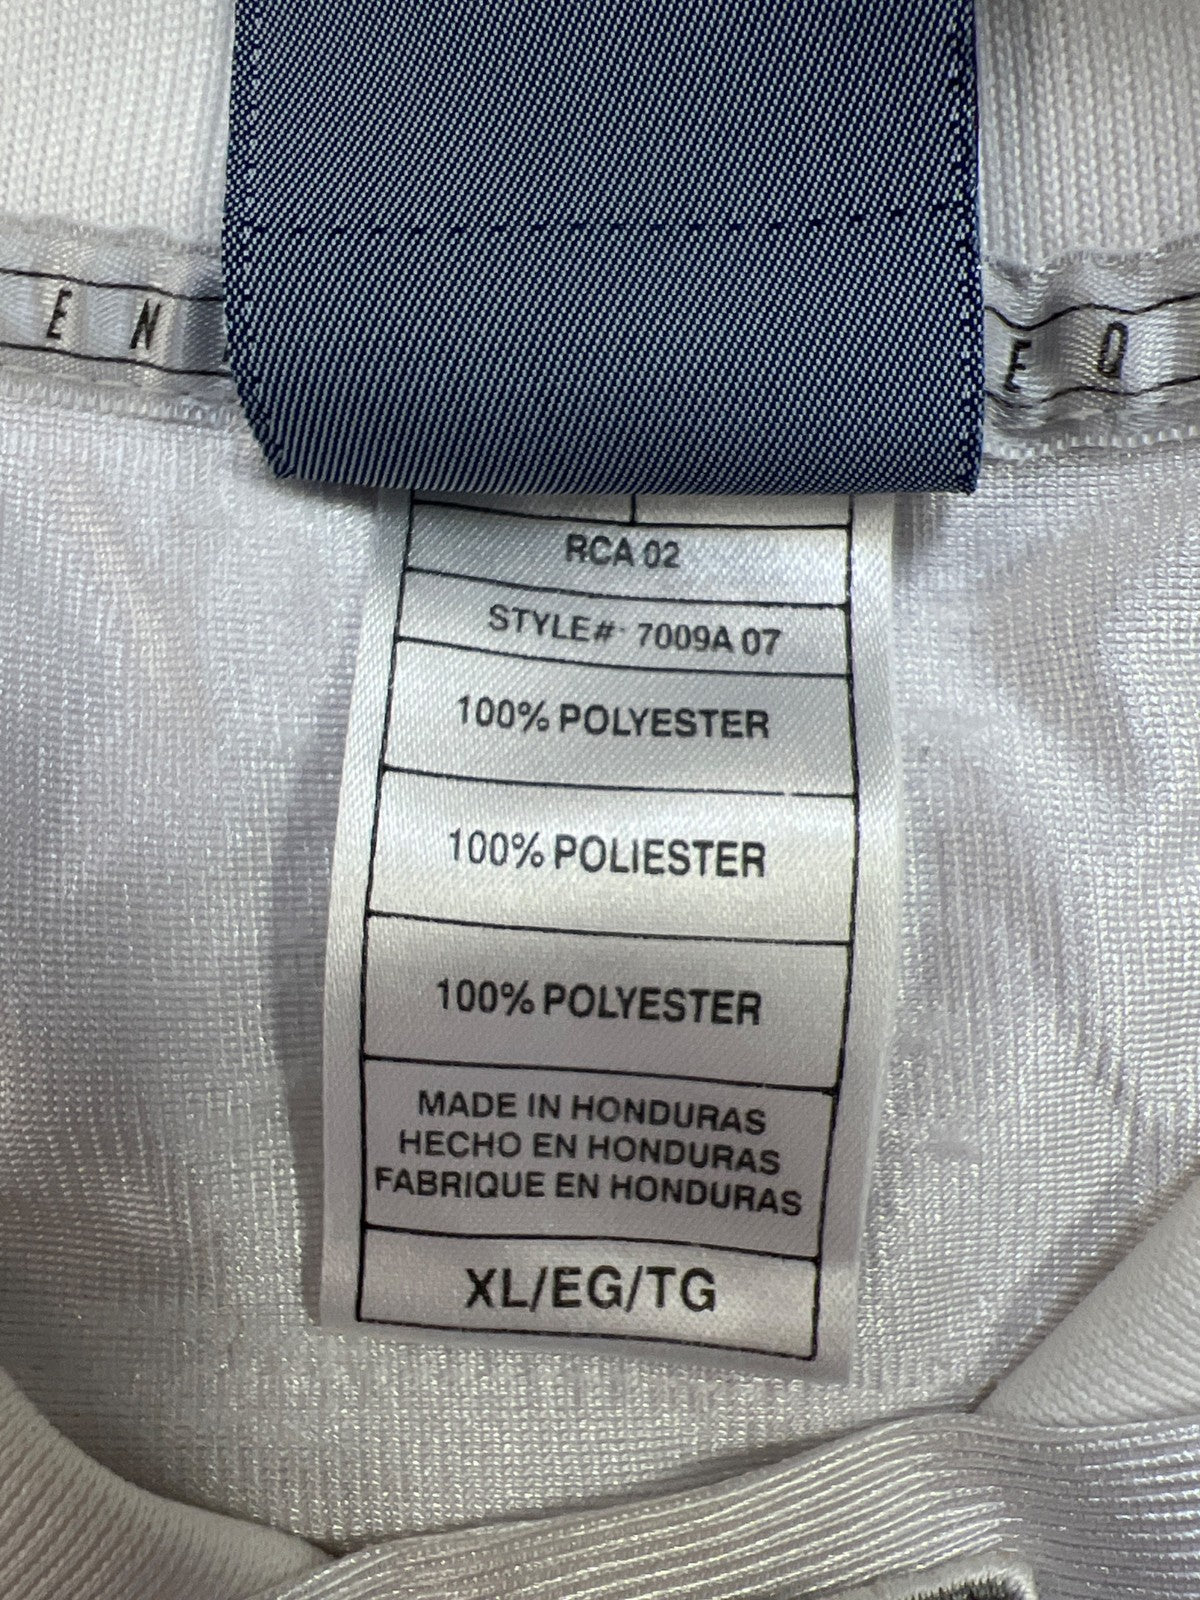 E N
E Q
RCA 02
STYLE# 7009A 07
100% POLYESTER
100% POLIESTER
100% POLYESTER
MADE IN HONDURAS
HECHO EN HONDURAS
FABRIQUE EN HONDURAS
XL/EG/TG